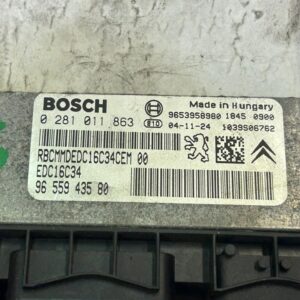 BOSCH
Made in Hungary
9653958980 1845 0900
0 281 011 863
04-11-24 1039S06762
RBCMMDEDC16C34CEM 00
EDC16C34
96 559 435 80